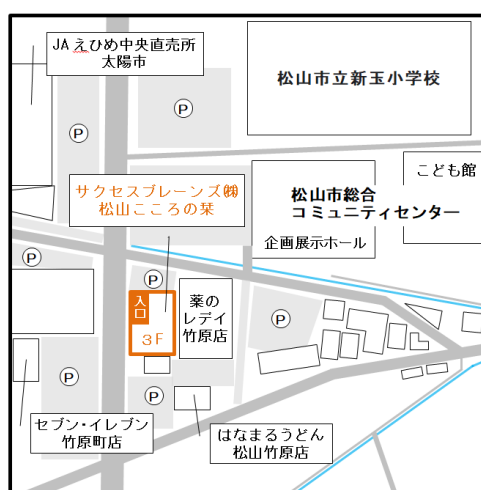 JAえひめ中央直売所
太陽市
松山市立新玉小学校
P
P
こども館
サクセスブレーンズ㈱
松山こころの栞
松山市総合
コミュニティセンター
企画展示ホール
P
P
入口
3F
薬の
レデイ
竹原店
P
P
P
セブン・イレブン
竹原町店
はなまるうどん
松山竹原店